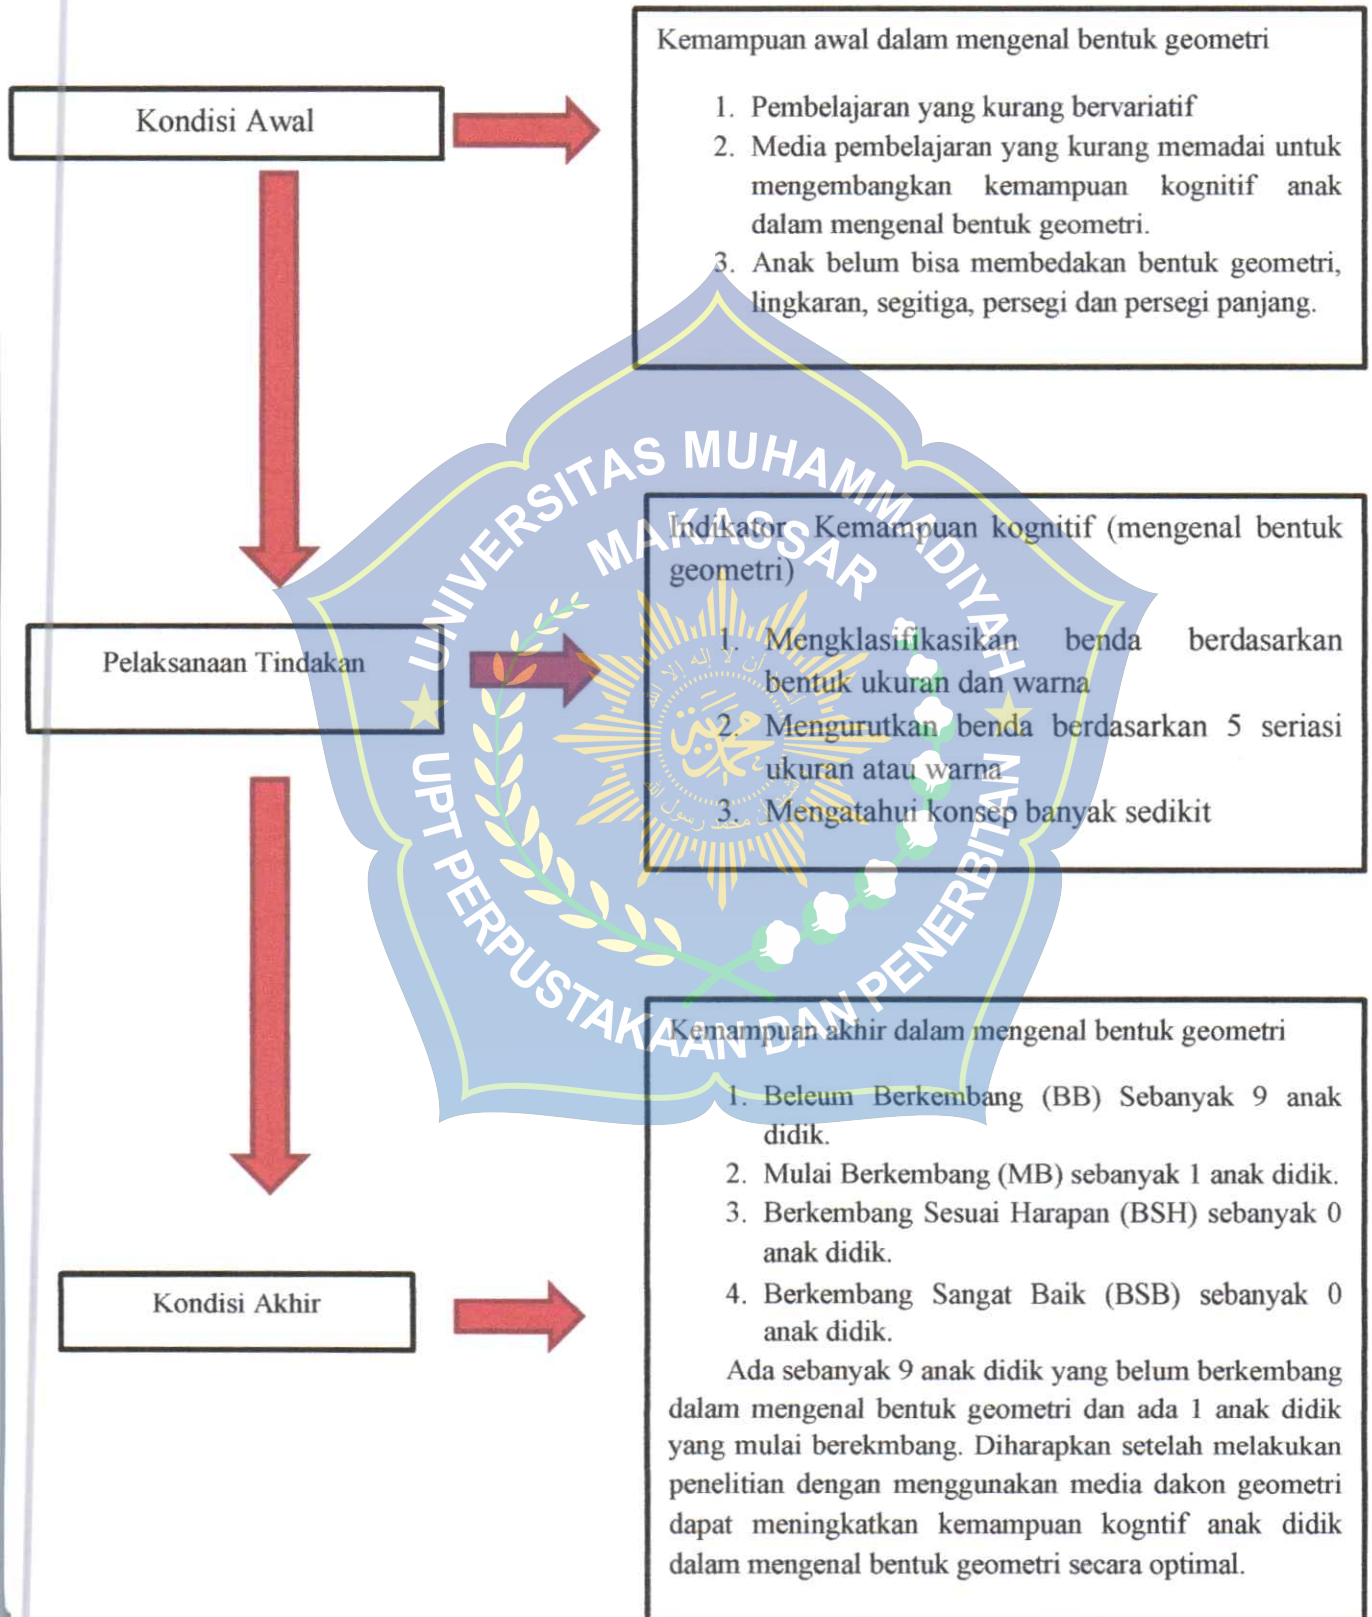 Kondisi Awal
Kemampuan awal dalam mengenal bentuk geometri
1. Pembelajaran yang kurang bervariatif
2. Media pembelajaran yang kurang memadai untuk
mengembangkan kemampuan kognitif anak
dalam mengenal bentuk geometri.
3. Anak belum bisa membedakan bentuk geometri,
lingkaran, segitiga, persegi dan persegi panjang.
Pelaksanaan Tindakan
Indikator Kemampuan kognitif (mengenal bentuk
geometri)
1. Mengklasifikasikan benda berdasarkan
bentuk ukuran dan warna
2. Mengurutkan benda berdasarkan 5 seriasi
ukuran atau warna
3. Mengatahui konsep banyak sedikit
Kondisi Akhir
Kemampuan akhir dalam mengenal bentuk geometri
1. Beleum Berkembang (BB) Sebanyak 9 anak
didik.
2. Mulai Berkembang (MB) sebanyak 1 anak didik.
3. Berkembang Sesuai Harapan (BSH) sebanyak 0
anak didik.
4. Berkembang Sangat Baik (BSB) sebanyak 0
anak didik.
Ada sebanyak 9 anak didik yang belum berkembang
dalam mengenal bentuk geometri dan ada 1 anak didik
yang mulai berekmbang. Diharapkan setelah melakukan
penelitian dengan menggunakan media dakon geometri
dapat meningkatkan kemampuan kogntif anak didik
dalam mengenal bentuk geometri secara optimal.
UNIVERSITAS MUHAMMADIYAH
MAKASSAR
UPT PERPUSTAKAAN DAN PENERBITAN